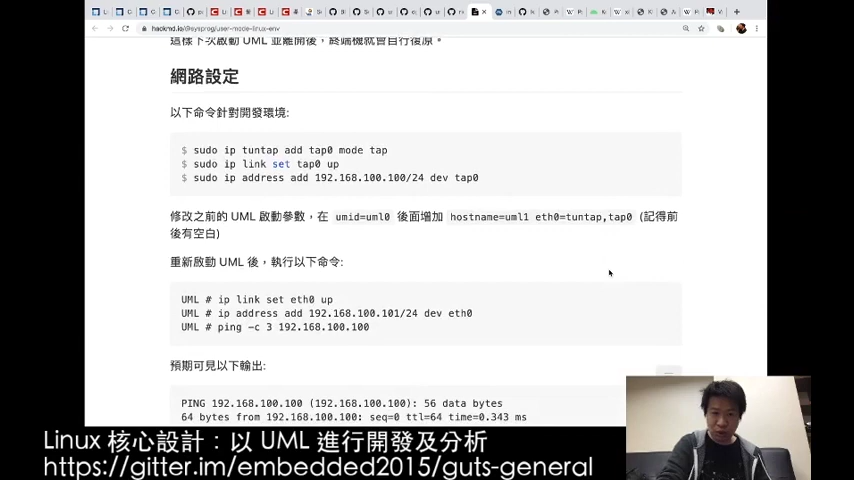 hackmd.io/@sysprog/user-mode-linux-env
這樣下次啟動 UML 並離開後，終端機就會自行復原。
網路設定
以下命令針對開發環境:
$ sudo ip tuntap add tap0 mode tap
$ sudo ip link set tap0 up
$ sudo ip address add 192.168.100.100/24 dev tap0
修改之前的 UML 啟動參數，在 umid=uml0 後面增加 hostname=uml1 eth0=tuntap,tap0 (記得前
後有空白)
重新啟動 UML 後，執行以下命令:
UML # ip link set eth0 up
UML # ip address add 192.168.100.101/24 dev eth0
UML # ping -c 3 192.168.100.100
預期可見以下輸出:
PING 192.168.100.100 (192.168.100.100): 56 data bytes
64 bytes from 192.168.100.100: seq=0 ttl=64 time=0.343 ms
Linux 核心設計：以 UML 進行開發及分析
https://gitter.im/embedded2015/guts-general